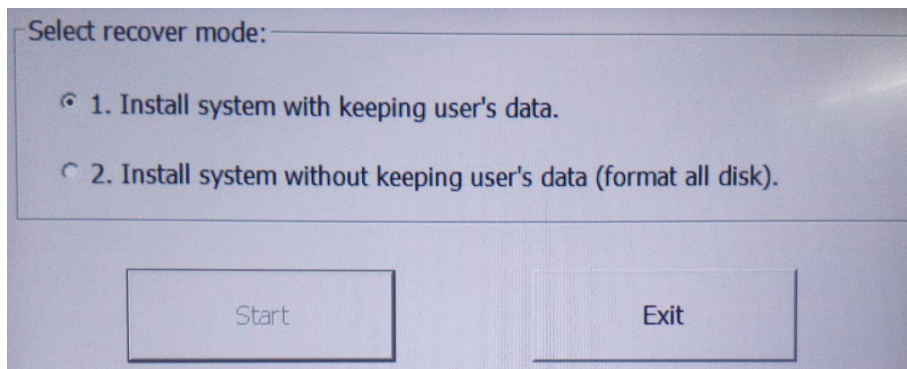 Select recover mode:
1. Install system with keeping user's data.
2. Install system without keeping user's data (format all disk).
Start
Exit